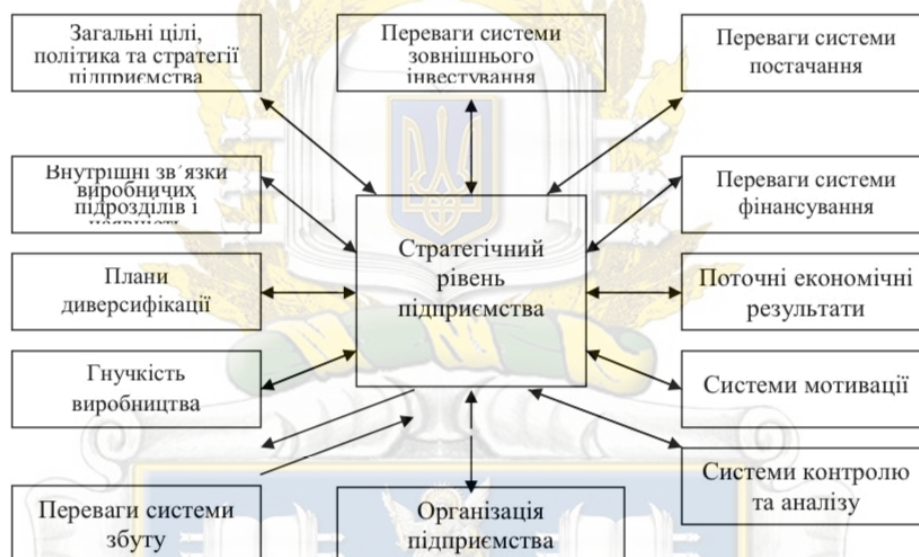 Загальні цілі,
політика та стратегії
підприємства
Переваги системи
зовнішнього
інвестування
Переваги системи
постачання
Внутрішні зв´язки
виробничих
підрозділів і
Переваги системи
фінансування
Стратегічний
рівень
підприємства
Плани
диверсифікації
Поточні економічні
результати
Гнучкість
виробництва
Системи мотивації
Системи контролю
та аналізу
Переваги системи
збуту
Організація
підприємства